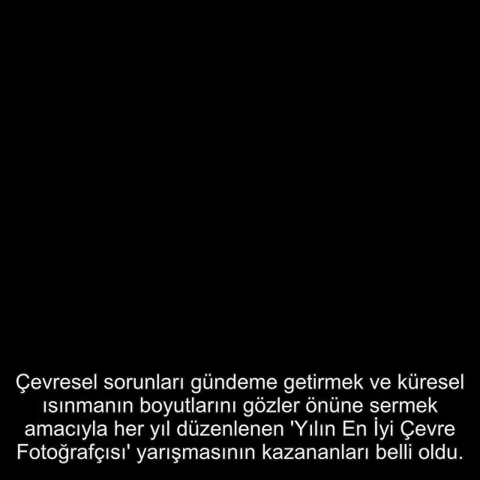 Çevresel sorunları gündeme getirmek ve küresel
ısınmanın boyutlarını gözler önüne sermek
amacıyla her yıl düzenlenen 'Yılın En İyi Çevre
Fotoğrafçısı' yarışmasının kazananları belli oldu.